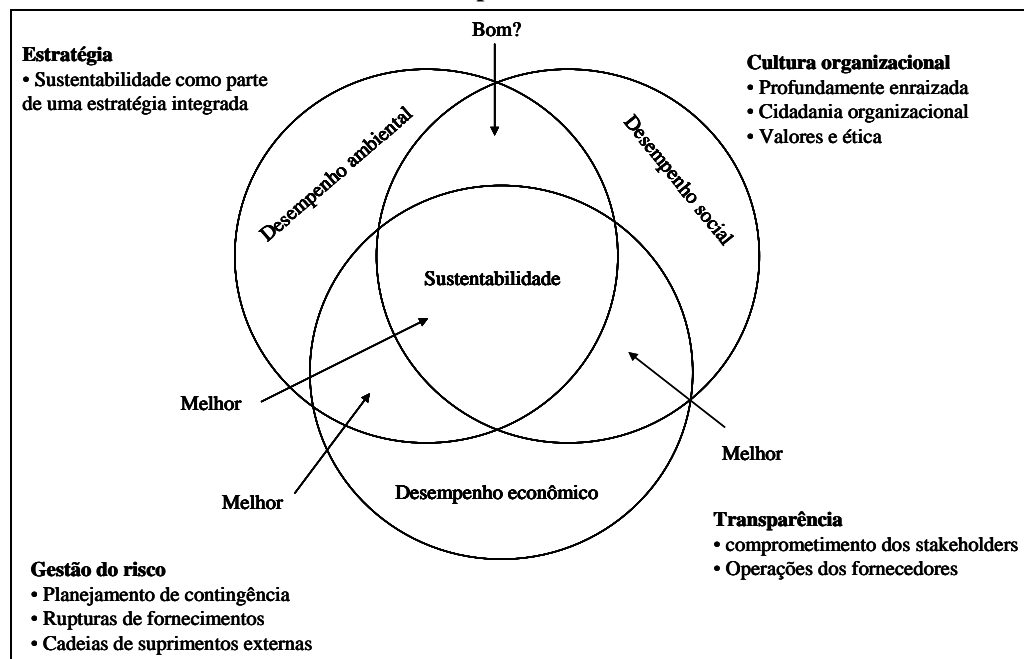 Bom?
Estratégia
• Sustentabilidade como parte
de uma estratégia integrada
Cultura organizacional
• Profundamente enraizada
• Cidadania organizacional
• Valores e ética
Desempenho ambiental
Desempenho social
Sustentabilidade
Melhor
Melhor
Melhor
Desempenho econômico
Transparência
• comprometimento dos stakeholders
• Operações dos fornecedores
Gestão do risco
• Planejamento de contingência
• Rupturas de fornecimentos
• Cadeias de suprimentos externas